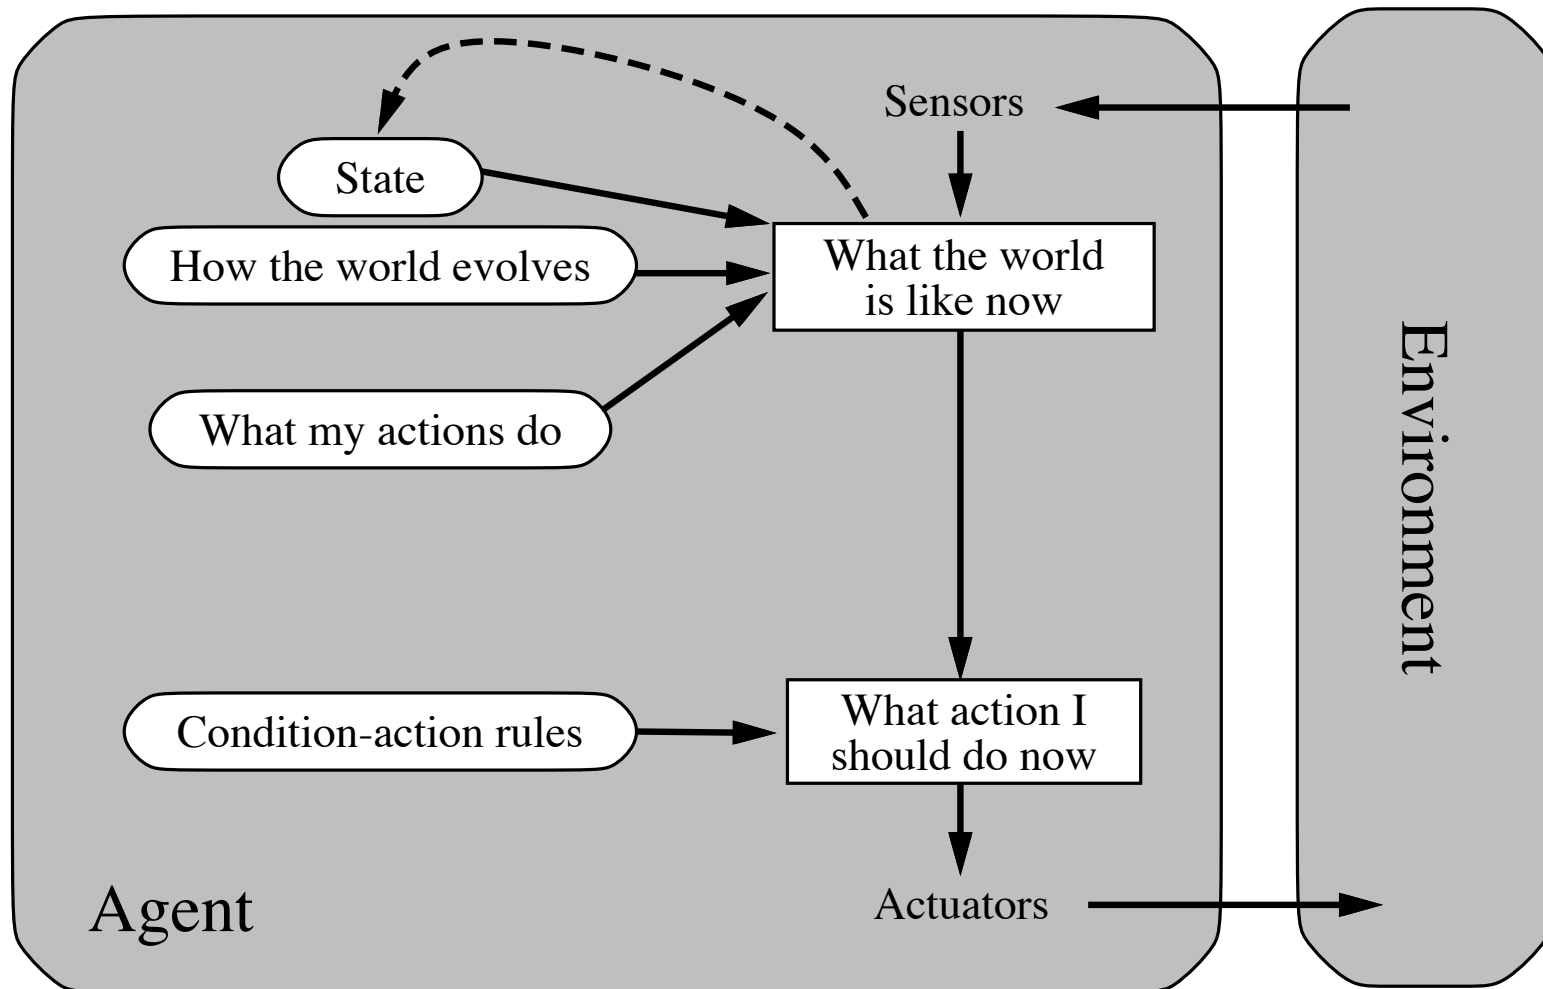 Sensors
State
What the world
is like now
How the world evolves
What my actions do
Environment
Condition-action rules
What action I
should do now
Agent
Actuators